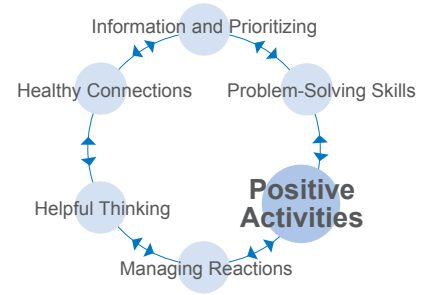 Information and Prioritizing
Healthy Connections
Problem-Solving Skills
Positive
Activities
Helpful Thinking
Managing Reactions